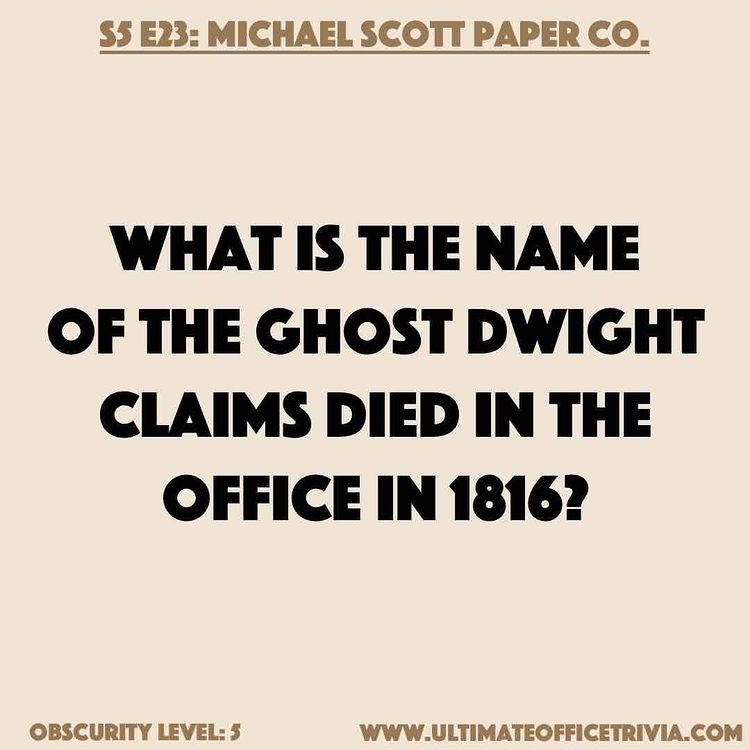 S5 E23: MICHAEL SCOTT PAPER CO.
WHAT IS THE NAME
OF THE GHOST DWIGHT
CLAIMS DIED IN THE
OFFICE IN 1816?
OBSCURITY LEVEL: 5
WWW.ULTIMATEOFFICETRIVIA.COM